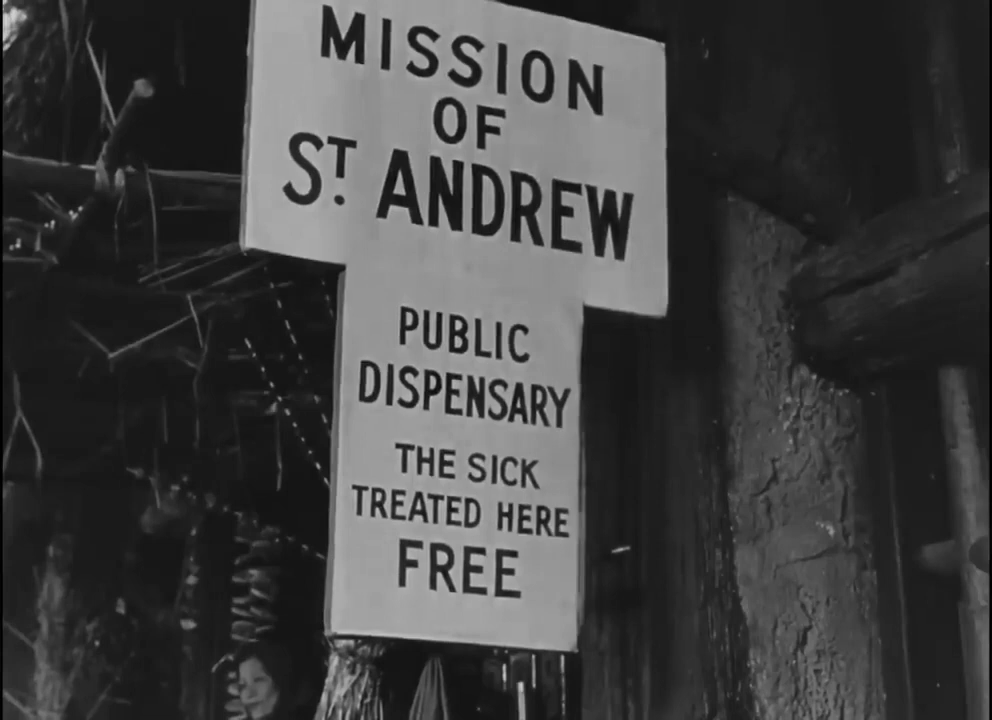 MISSION
OF
ST. ANDREW
PUBLIC
DISPENSARY
THE SICK
TREATED HERE
FREE